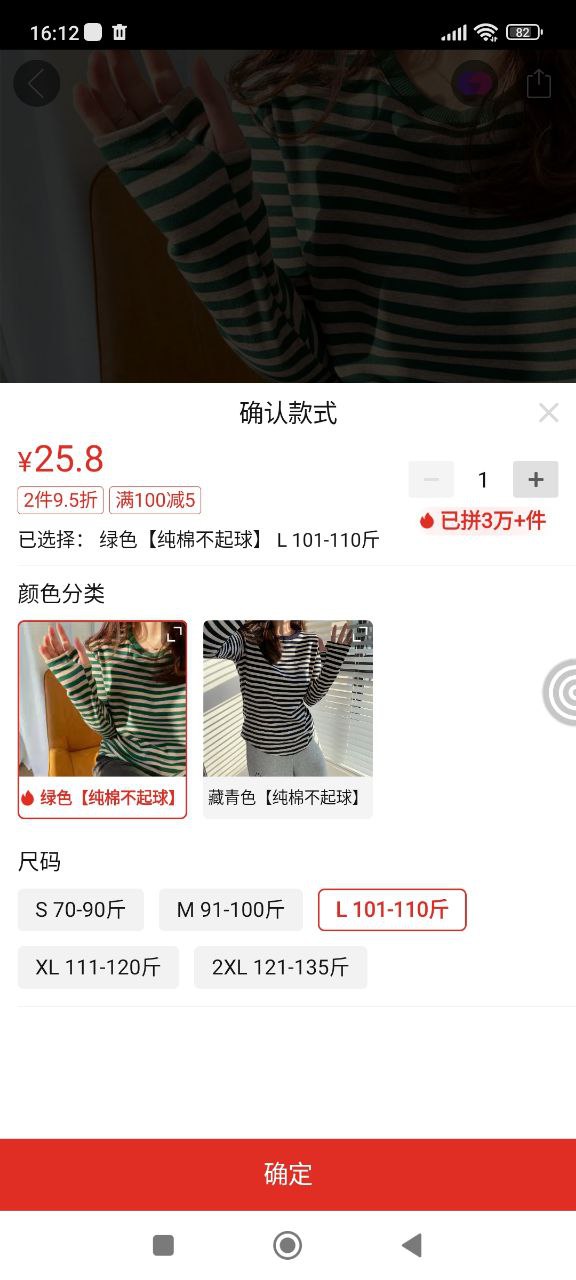 16:12
82
确认款式
¥25.8
1
2件9.5折 满100减5
已拼3万+件
已选择： 绿色【纯棉不起球】 L 101-110斤
颜色分类
绿色【纯棉不起球】
藏青色【纯棉不起球】
尺码
S 70-90斤 M 91-100斤 L 101-110斤
XL 111-120斤 2XL 121-135斤
确定